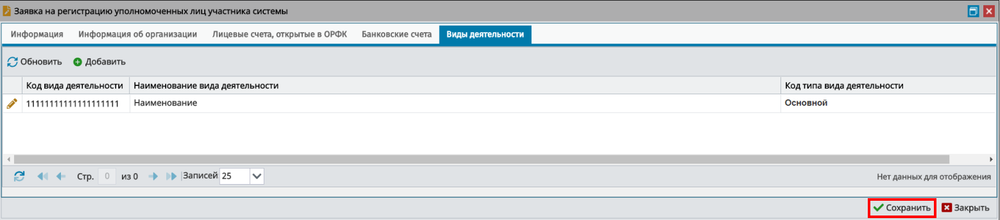 Заявка на регистрацию уполномоченных лиц участника системы
Информация Информация об организации Лицевые счета, открытые в ОРФК Банковские счета Виды деятельности
Обновить Добавить
Код вида деятельности Наименование вида деятельности Код типа вида деятельности
11111111111111111111 Наименование Основной
Стр. 0 из 0 Записей 25 Нет данных для отображения
Сохранить Закрыть